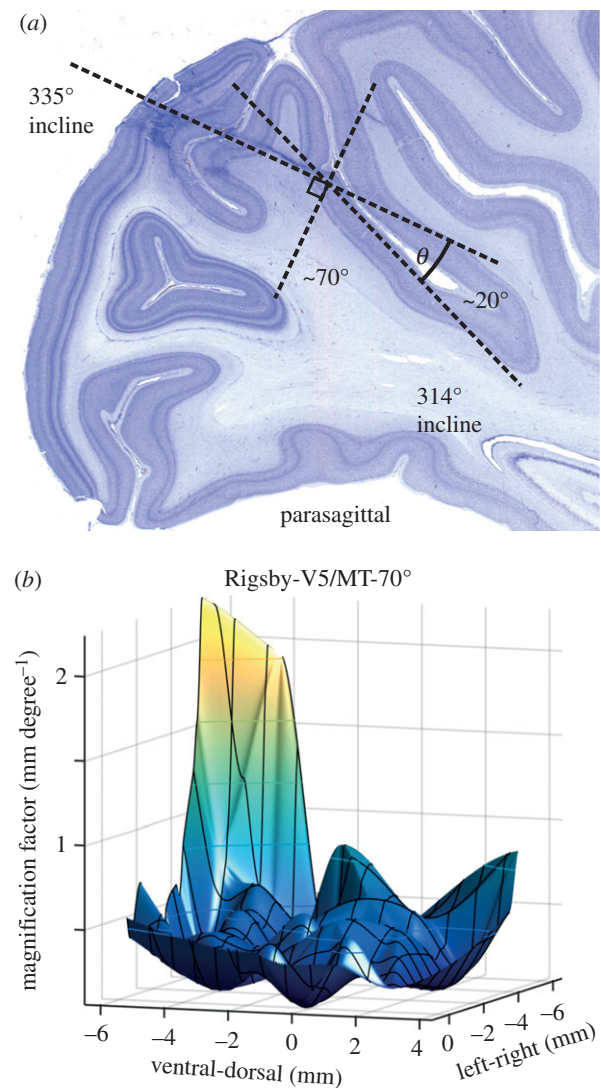 (a)
335°
incline
θ
~70°
~20°
314°
incline
parasagittal
(b)
Rigsby-V5/MT-70°
magnification factor (mm degree⁻¹)
2
1
–6
–4
–2
0
2
4
ventral-dorsal (mm)
0
–2
–4
–6
left-right (mm)